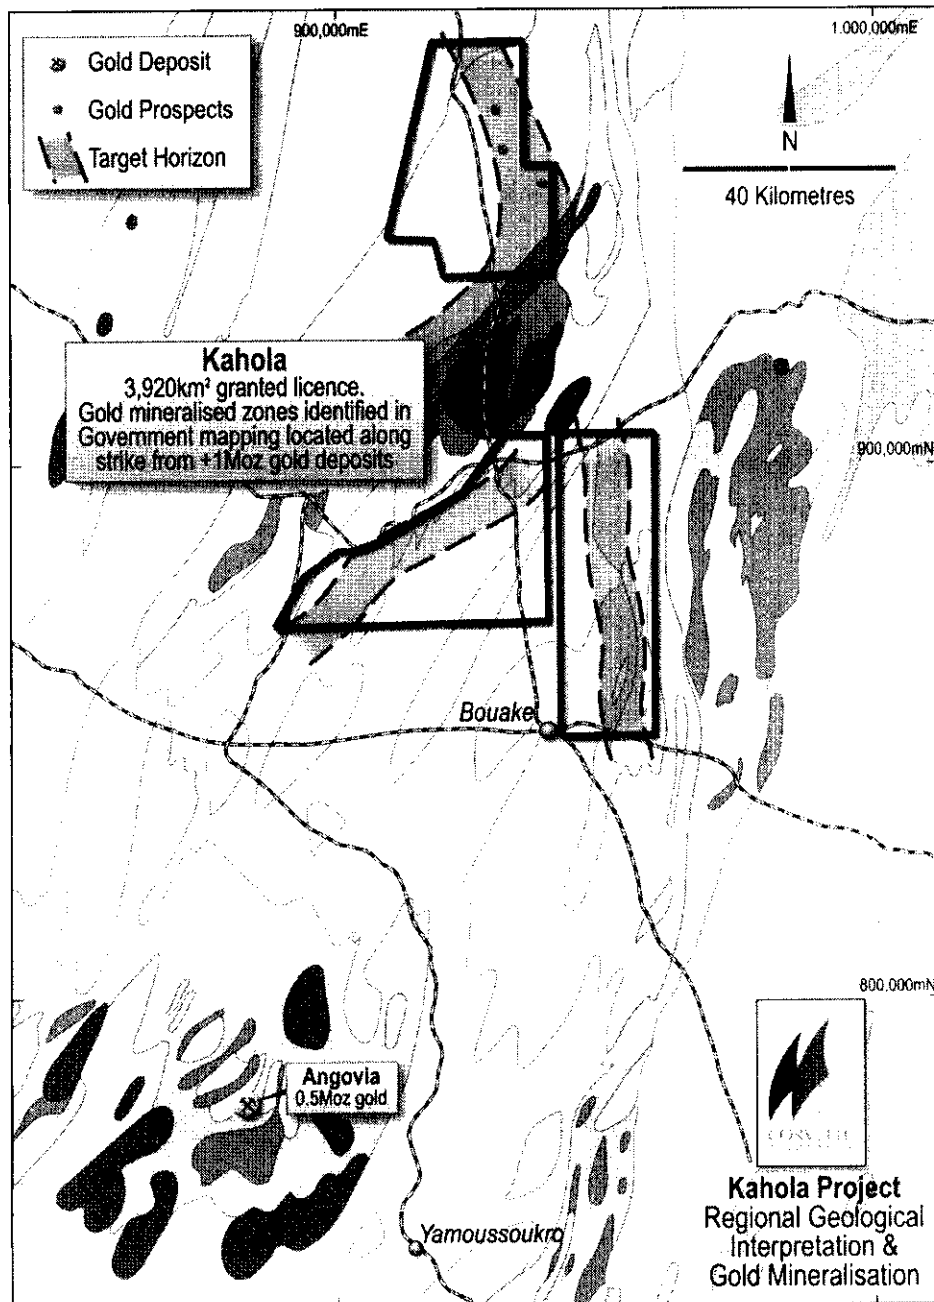 900,000mE
1,000,000mE
Gold Deposit
Gold Prospects
Target Horizon
N
40 Kilometres
Kahola
3,920km² granted licence.
Gold mineralised zones identified in
Government mapping located along
strike from +1Moz gold deposits
900,000mN
Bouake
800,000mN
Angovia
0.5Moz gold
Yamoussoukro
Kahola Project
Regional Geological
Interpretation &
Gold Mineralisation